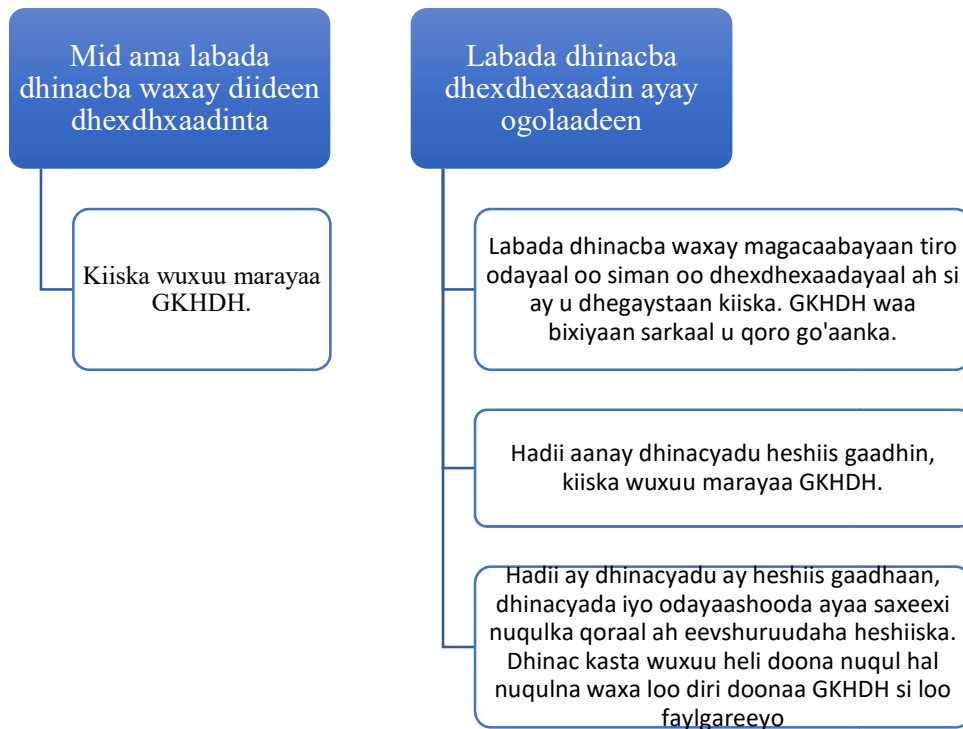 Mid ama labada
dhinacba waxay diideen
dhexdhxaadinta
Kiiska wuxuu marayaa
GKHDH.
Labada dhinacba
dhexdhexaadin ayay
ogolaadeen
Labada dhinacba waxay magacaabayaan tiro
odayaal oo siman oo dhexdhexaadayaal ah si
ay u dhegaystaan kiiska. GKHDH waa
bixiyaan sarkaal u qoro go'aanka.
Hadii aanay dhinacyadu heshiis gaadhin,
kiiska wuxuu marayaa GKHDH.
Hadii ay dhinacyadu ay heshiis gaadhaan,
dhinacyada iyo odayaashooda ayaa saxeexi
nuqulka qoraal ah eevshuruudaha heshiiska.
Dhinac kasta wuxuu heli doona nuqul hal
nuqulna waxa loo diri doonaa GKHDH si loo
faylgareeyo